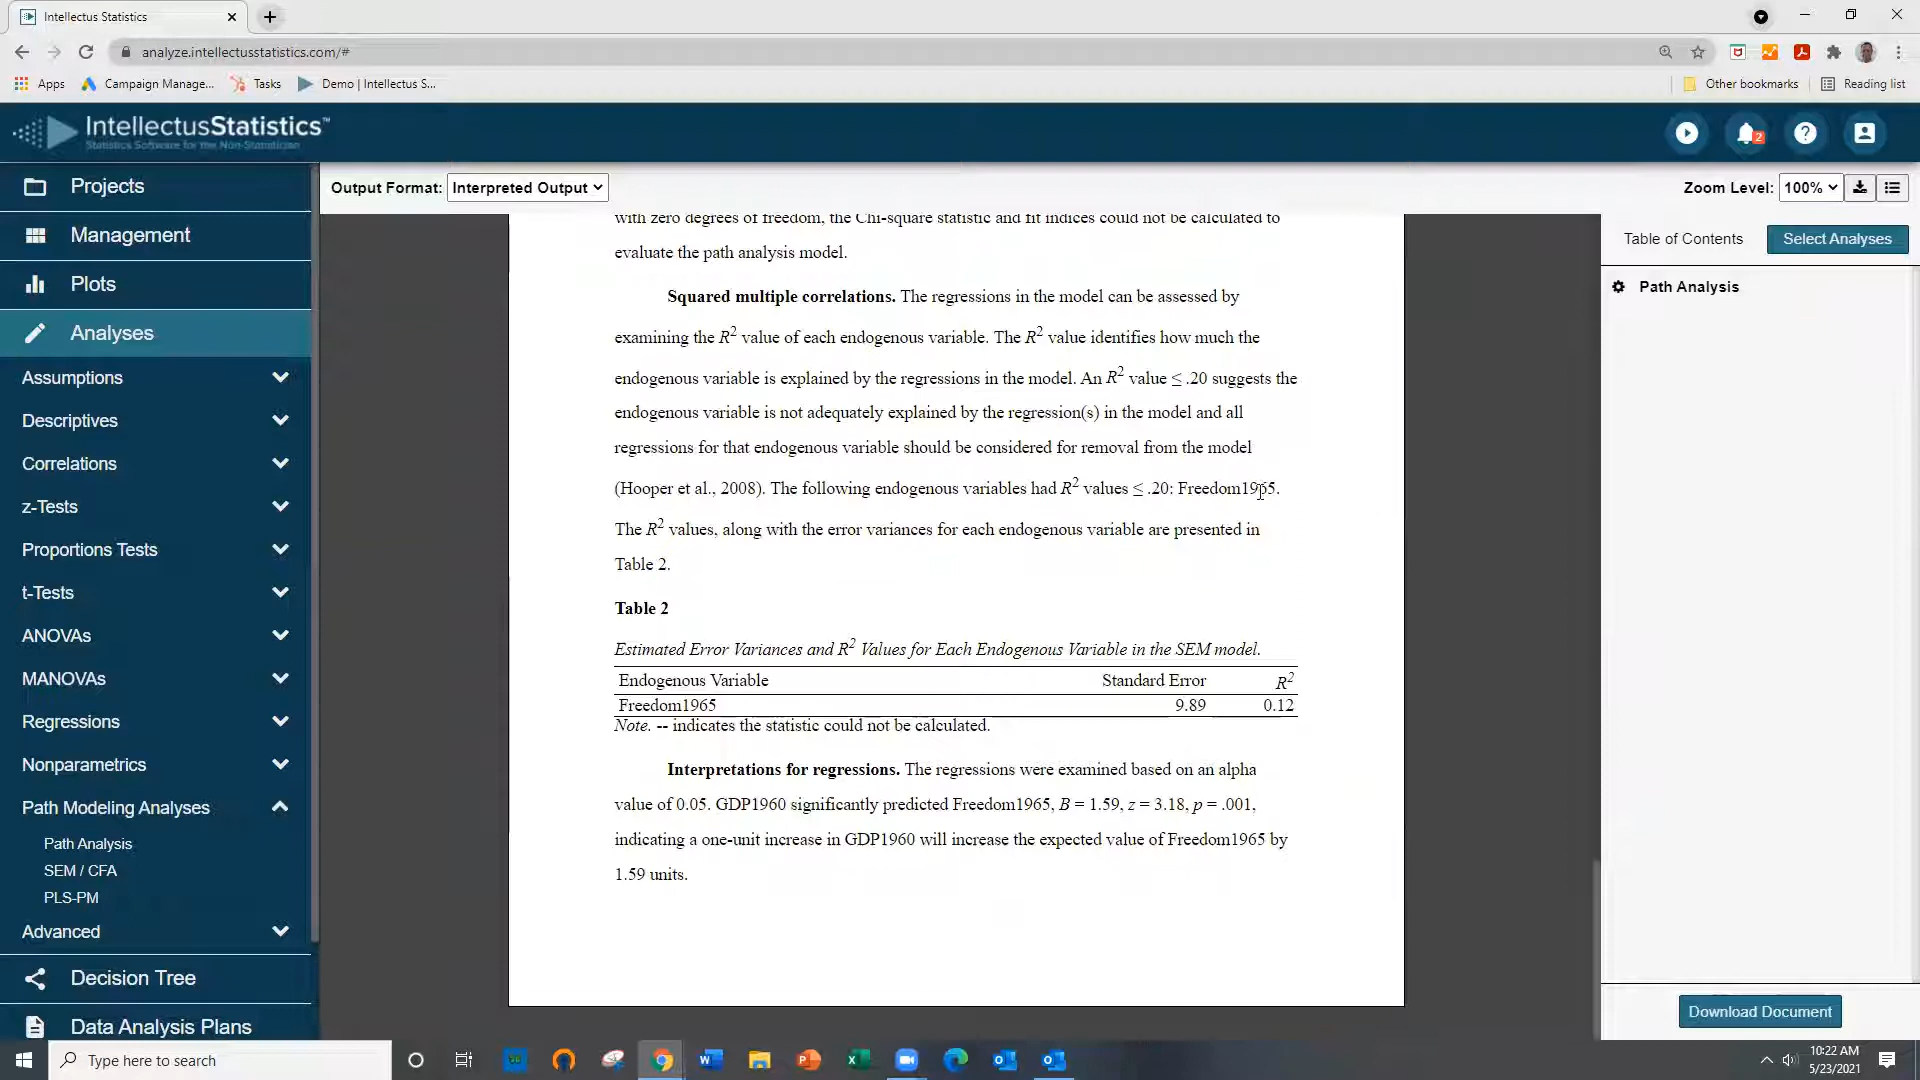 Intellectus Statistics
analyze.intellectusstatistics.com/#
Apps
Campaign Manage...
Tasks
Demo | Intellectus S...
Other bookmarks
Reading list
IntellectusStatistics™
Statistics Software for the Non-Statistician
2
Projects
Management
Plots
Analyses
Assumptions
Descriptives
Correlations
z-Tests
Proportions Tests
t-Tests
ANOVAs
MANOVAs
Regressions
Nonparametrics
Path Modeling Analyses
Path Analysis
SEM / CFA
PLS-PM
Advanced
Decision Tree
Data Analysis Plans
Output Format: Interpreted Output
Zoom Level: 100%
with zero degrees of freedom, the Chi-square statistic and fit indices could not be calculated to
evaluate the path analysis model.
Squared multiple correlations. The regressions in the model can be assessed by
examining the R² value of each endogenous variable. The R² value identifies how much the
endogenous variable is explained by the regressions in the model. An R² value ≤ .20 suggests the
endogenous variable is not adequately explained by the regression(s) in the model and all
regressions for that endogenous variable should be considered for removal from the model
(Hooper et al., 2008). The following endogenous variables had R² values ≤ .20: Freedom1965.
The R² values, along with the error variances for each endogenous variable are presented in
Table 2.
Table 2
Estimated Error Variances and R² Values for Each Endogenous Variable in the SEM model.
Endogenous Variable Standard Error R²
Freedom1965 9.89 0.12
Note. -- indicates the statistic could not be calculated.
Interpretations for regressions. The regressions were examined based on an alpha
value of 0.05. GDP1960 significantly predicted Freedom1965, B = 1.59, z = 3.18, p = .001,
indicating a one-unit increase in GDP1960 will increase the expected value of Freedom1965 by
1.59 units.
Table of Contents
Select Analyses
Path Analysis
Download Document
Type here to search
10:22 AM
5/23/2021